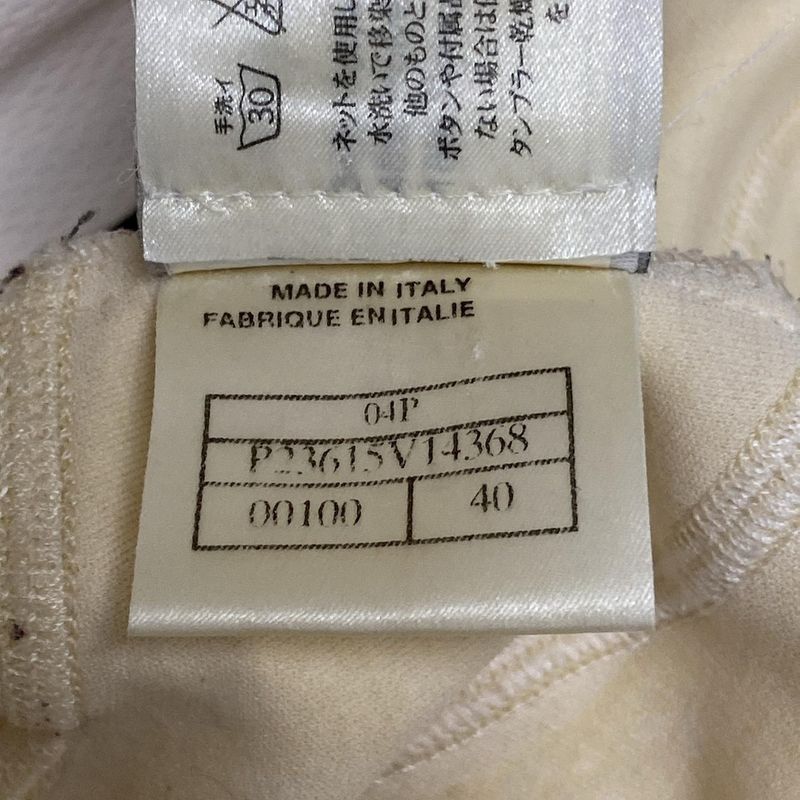 手洗イ
30
ネットを使用し
水洗いで移染
他のものと
ボタンや付属
ない場合は
タンブラー乾燥
を
MADE IN ITALY
FABRIQUE EN ITALIE
04P
P23615V14368
00100
40